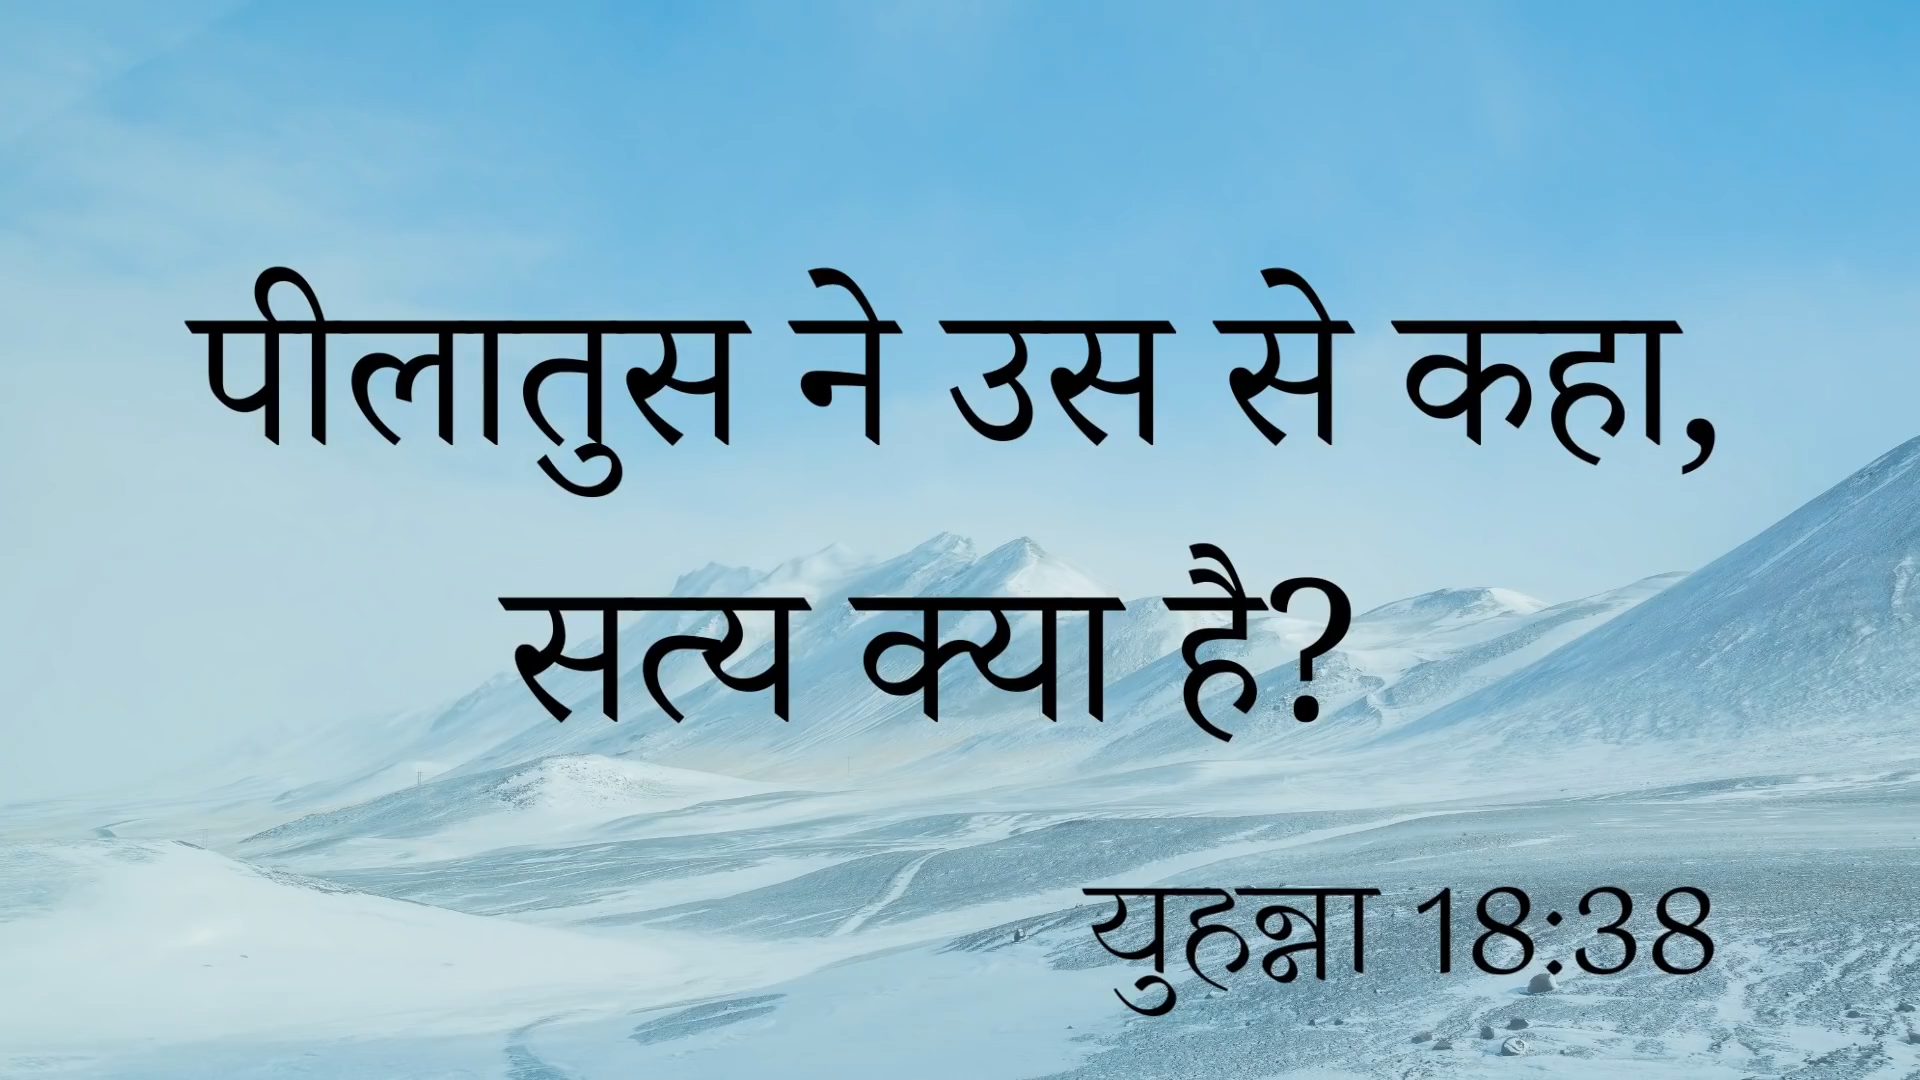 पीलातुस ने उस से कहा,
सत्य क्या है?
युहन्ना 18:38